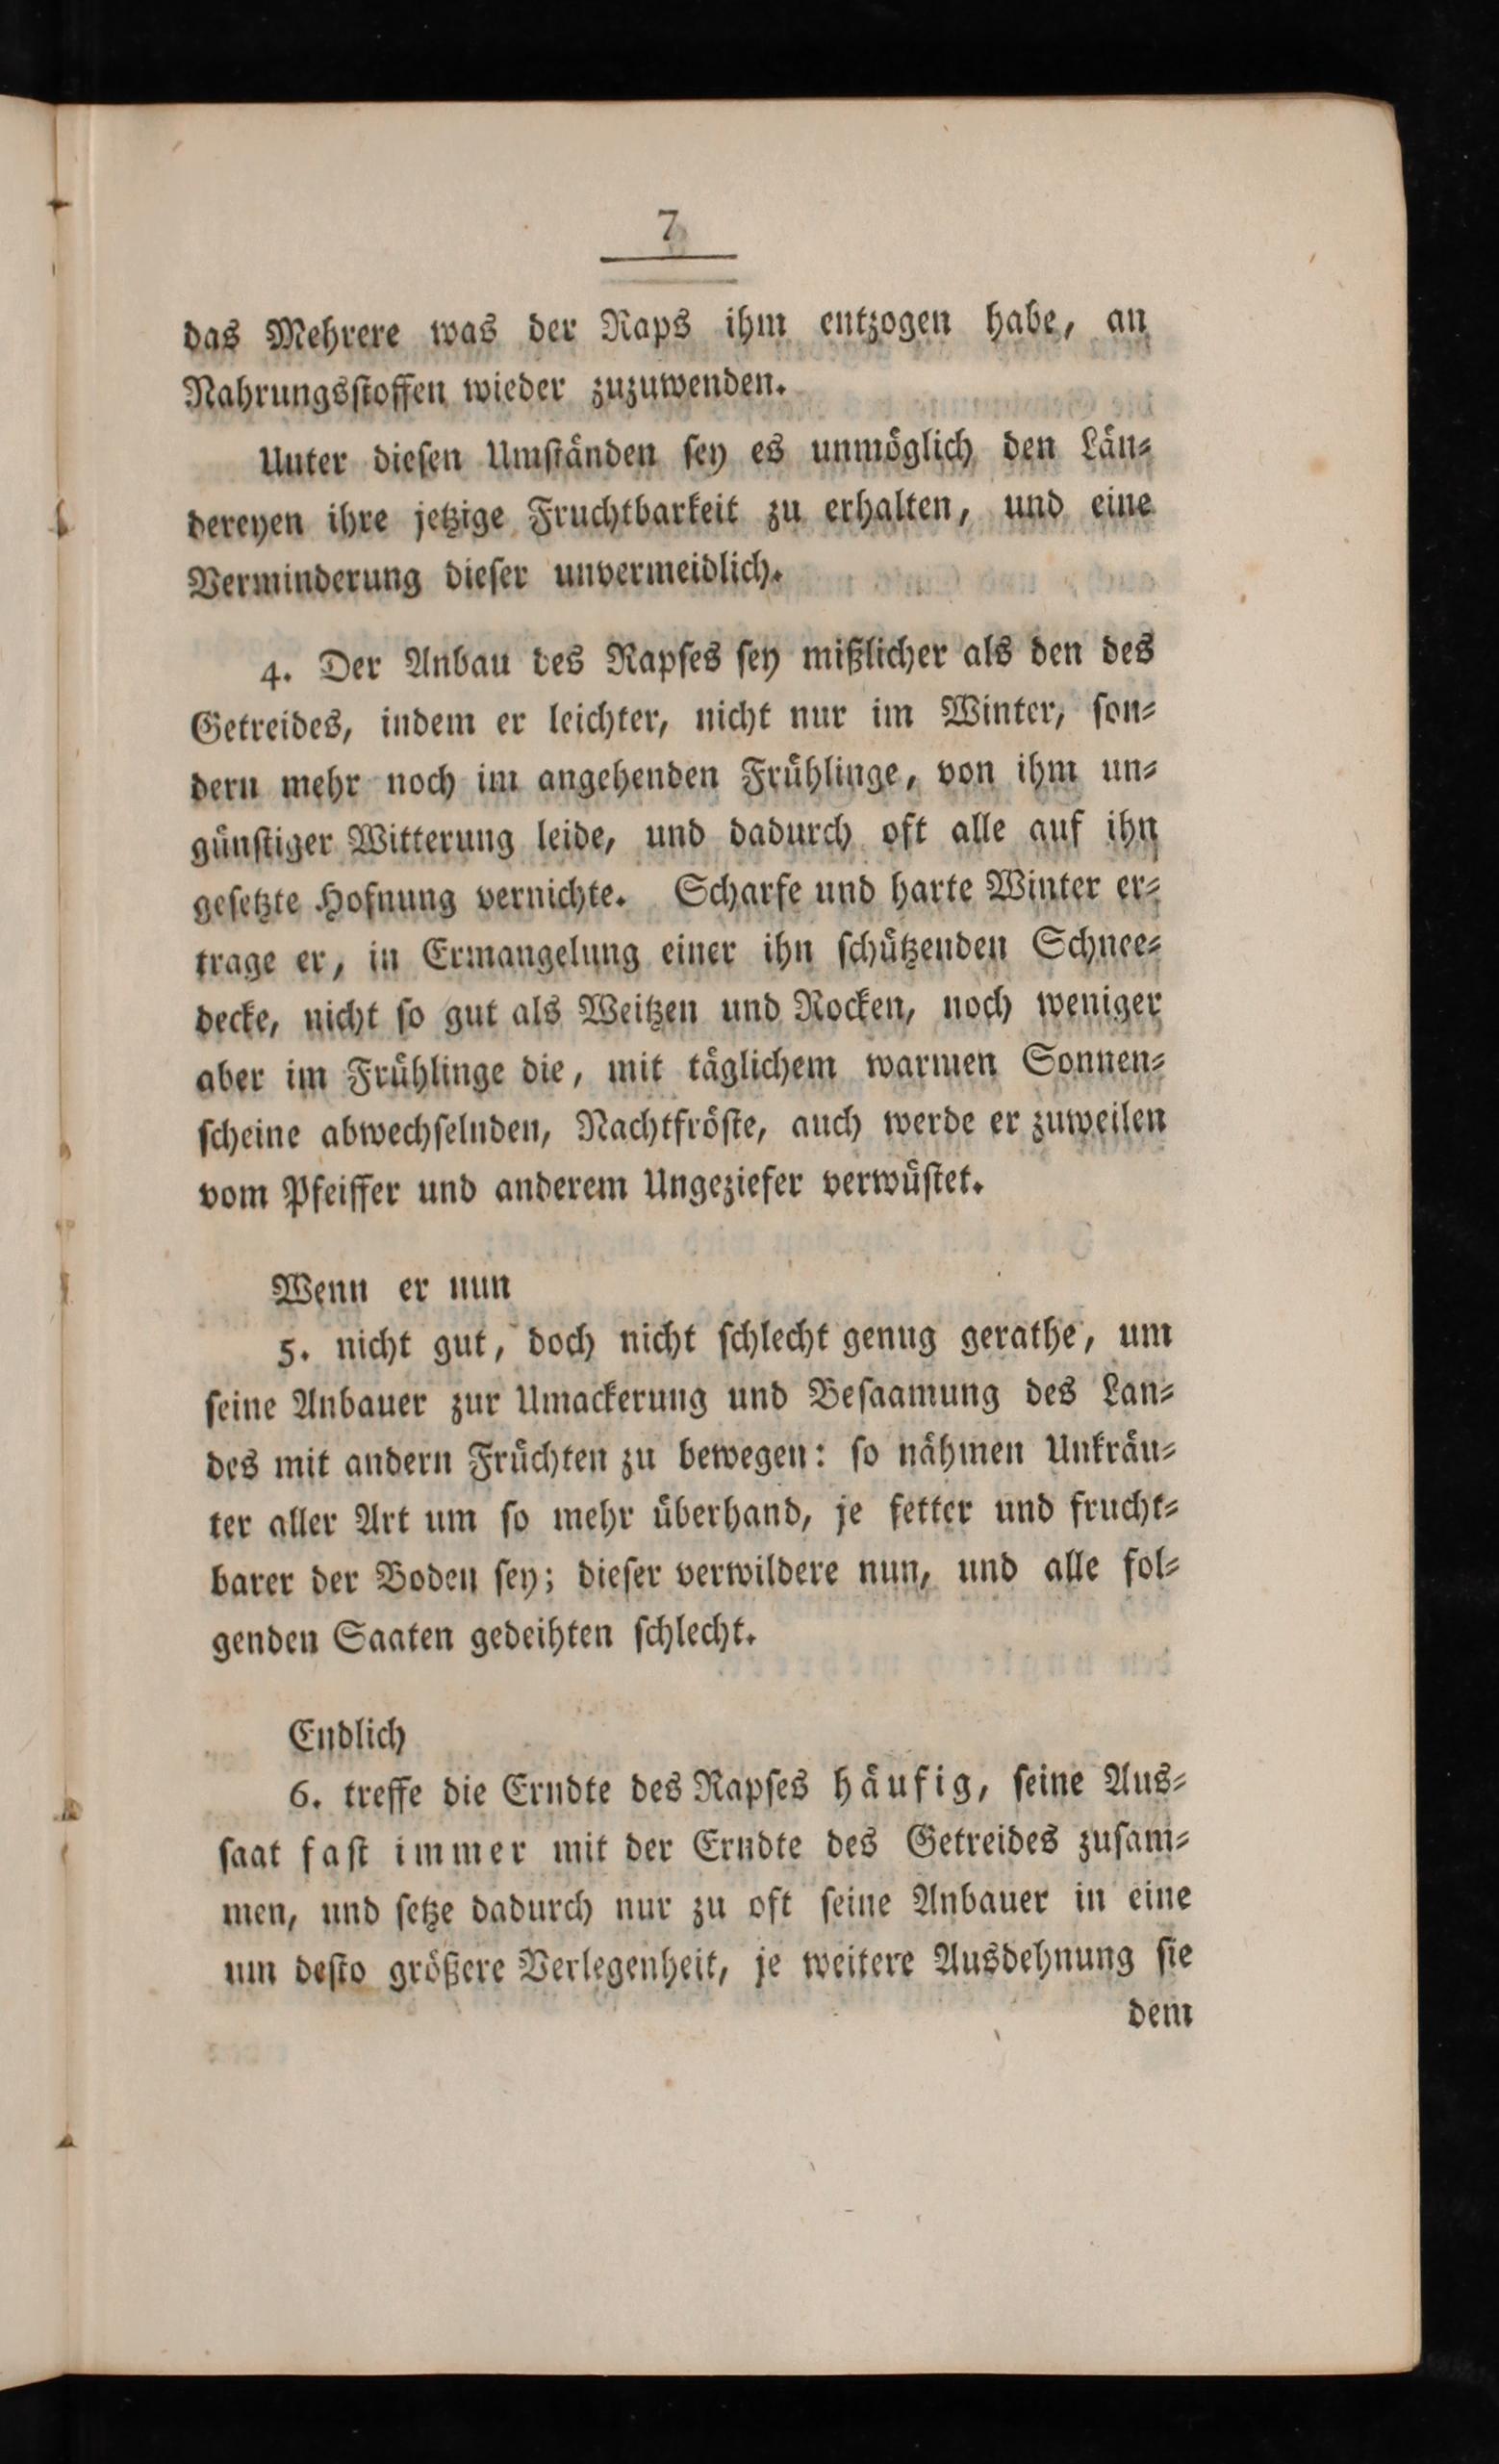 7
das Mehrere was der Raps ihm entzogen habe, an
Nahrungsſtoffen wieder zuzuwenden.
Unter dieſen Umſtänden ſey es unmöglich den Län⸗
dereyen ihre jetzige Fruchtbarkeit zu erhalten, und eine
Verminderung dieſer unvermeidlich.
4. Der Anbau des Rapſes ſey mißlicher als den des
Getreides, indem er leichter, nicht nur im Winter, ſon⸗
dern mehr noch im angehenden Frühlinge, von ihm un⸗
günſtiger Witterung leide, und dadurch oft alle auf ihn
geſetzte Hofnung vernichte. Scharfe und harte Winter er⸗
trage er, in Ermangelung einer ihn ſchützenden Schnee⸗
decke, nicht ſo gut als Weitzen und Rocken, noch weniger
aber im Frühlinge die, mit täglichem warmen Sonnen⸗
ſcheine abwechſelnden, Nachtfröſte, auch werde er zuweilen
vom Pfeiffer und anderem Ungeziefer verwüſtet.
Wenn er nun
5. nicht gut, doch nicht ſchlecht genug gerathe, um
ſeine Anbauer zur Umackerung und Beſaamung des Lan⸗
des mit andern Früchten zu bewegen: ſo nähmen Unkräu⸗
ter aller Art um ſo mehr überhand, je fetter und frucht⸗
barer der Boden ſey; dieſer verwildere nun, und alle fol⸗
genden Saaten gedeihten ſchlecht.
Endlich
6. treffe die Erndte des Rapſes häufig, ſeine Aus⸗
ſaat faſt immer mit der Erndte des Getreides zuſam⸗
men, und ſetze dadurch nur zu oft ſeine Anbauer in eine
um deſto größere Verlegenheit, je weitere Ausdehnung ſie
dem